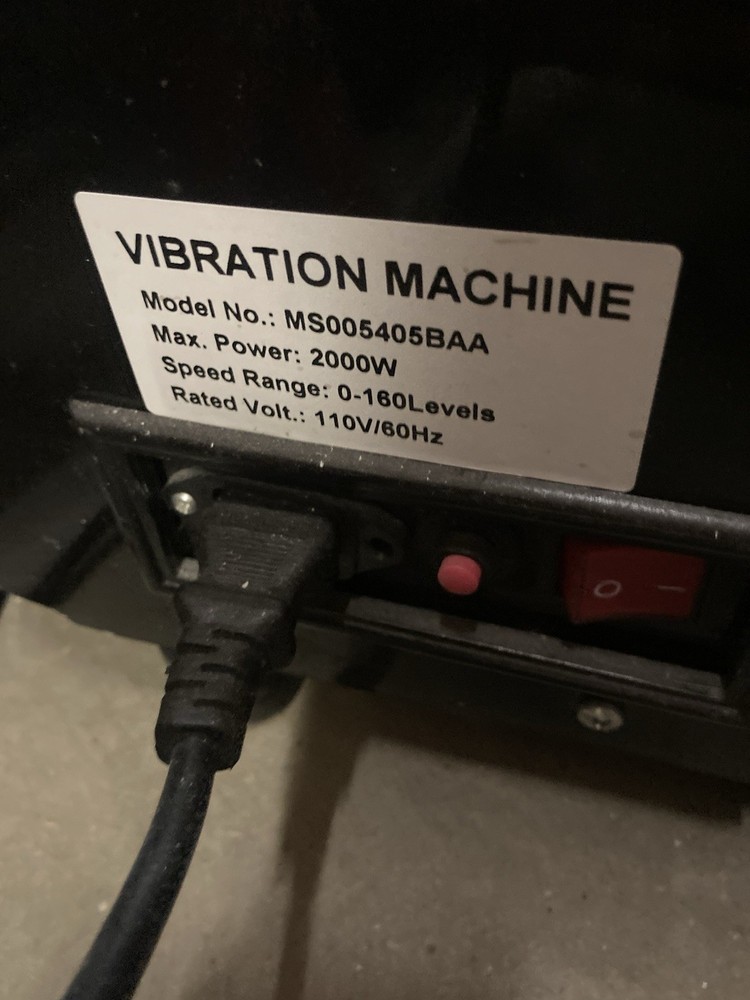 VIBRATION MACHINE
Model No.: MS005405BAA
Max. Power: 2000W
Speed Range: 0-160Levels
Rated Volt.: 110V/60Hz
O —